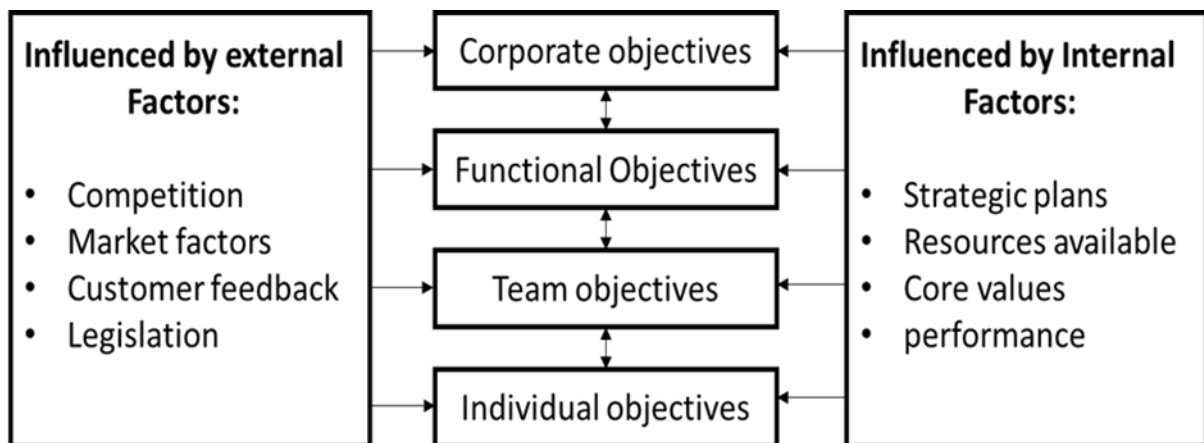 Influenced by external
Factors:
• Competition
• Market factors
• Customer feedback
• Legislation
Corporate objectives
Functional Objectives
Team objectives
Individual objectives
Influenced by Internal
Factors:
• Strategic plans
• Resources available
• Core values
• performance